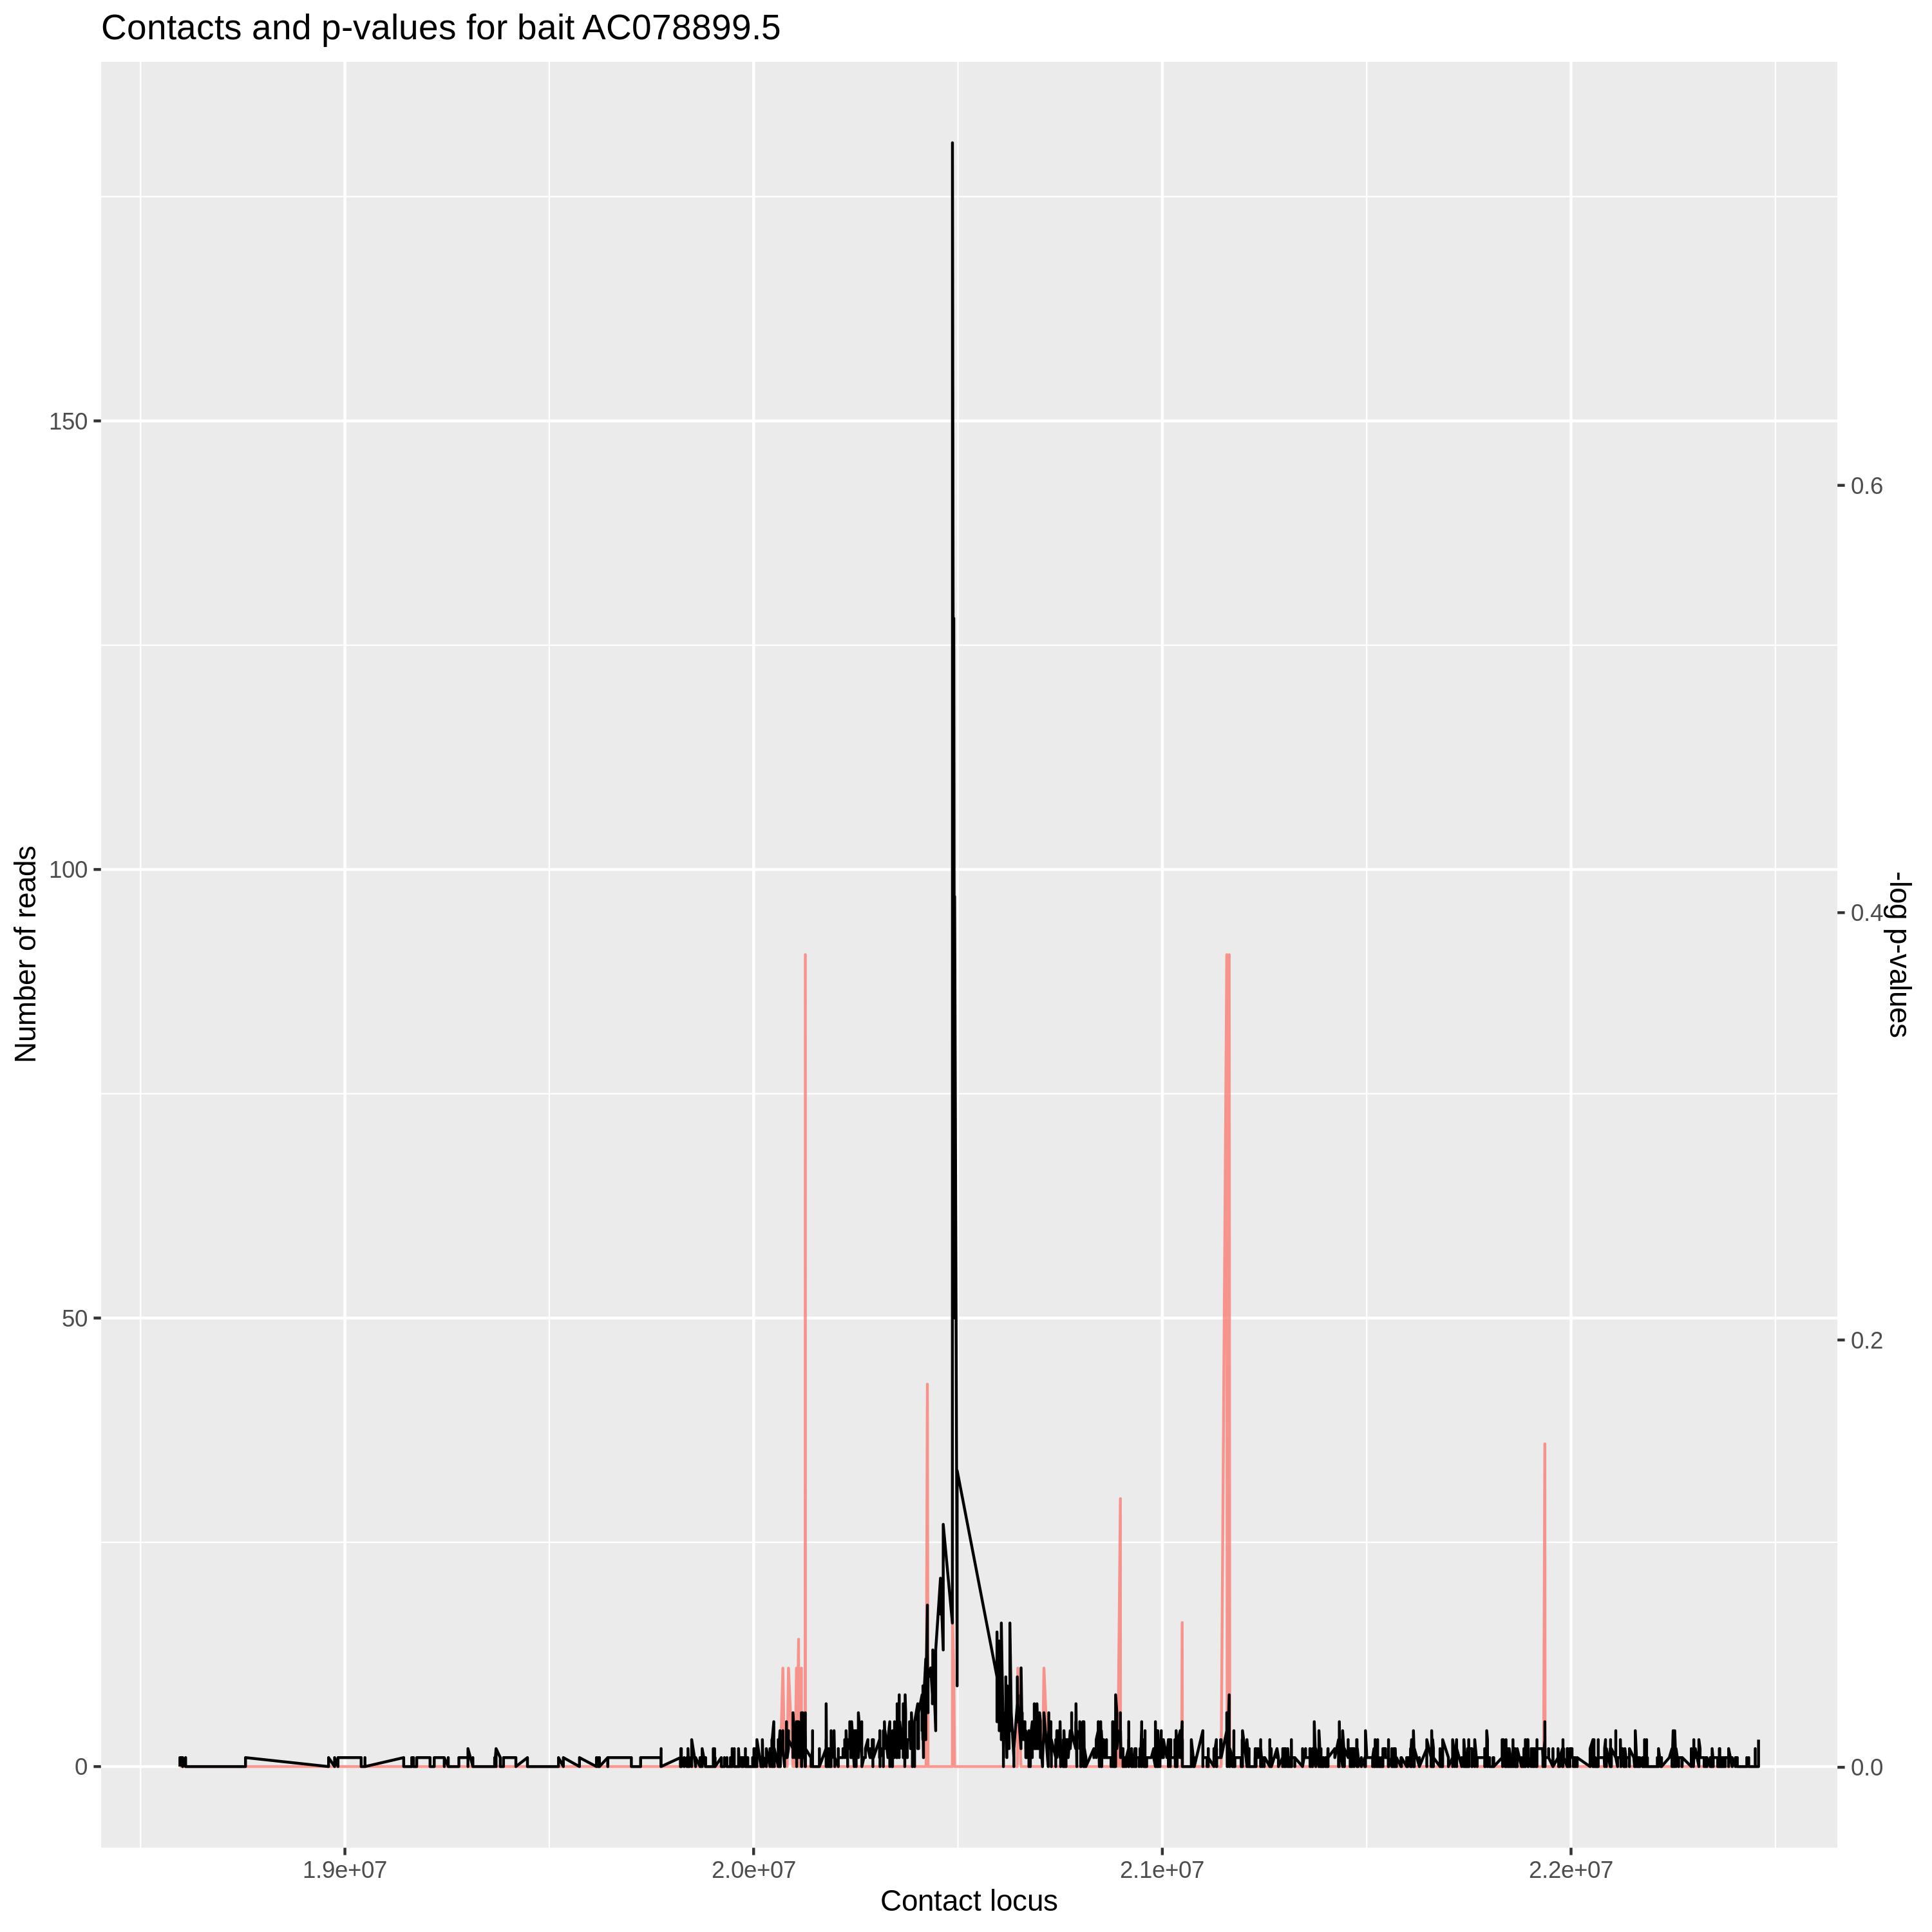 Contacts and p-values for bait AC078899.5
150
100
50
0
Number of reads
0.6
0.4
0.2
0.0
-log p-values
1.9e+07
2.0e+07
2.1e+07
2.2e+07
Contact locus